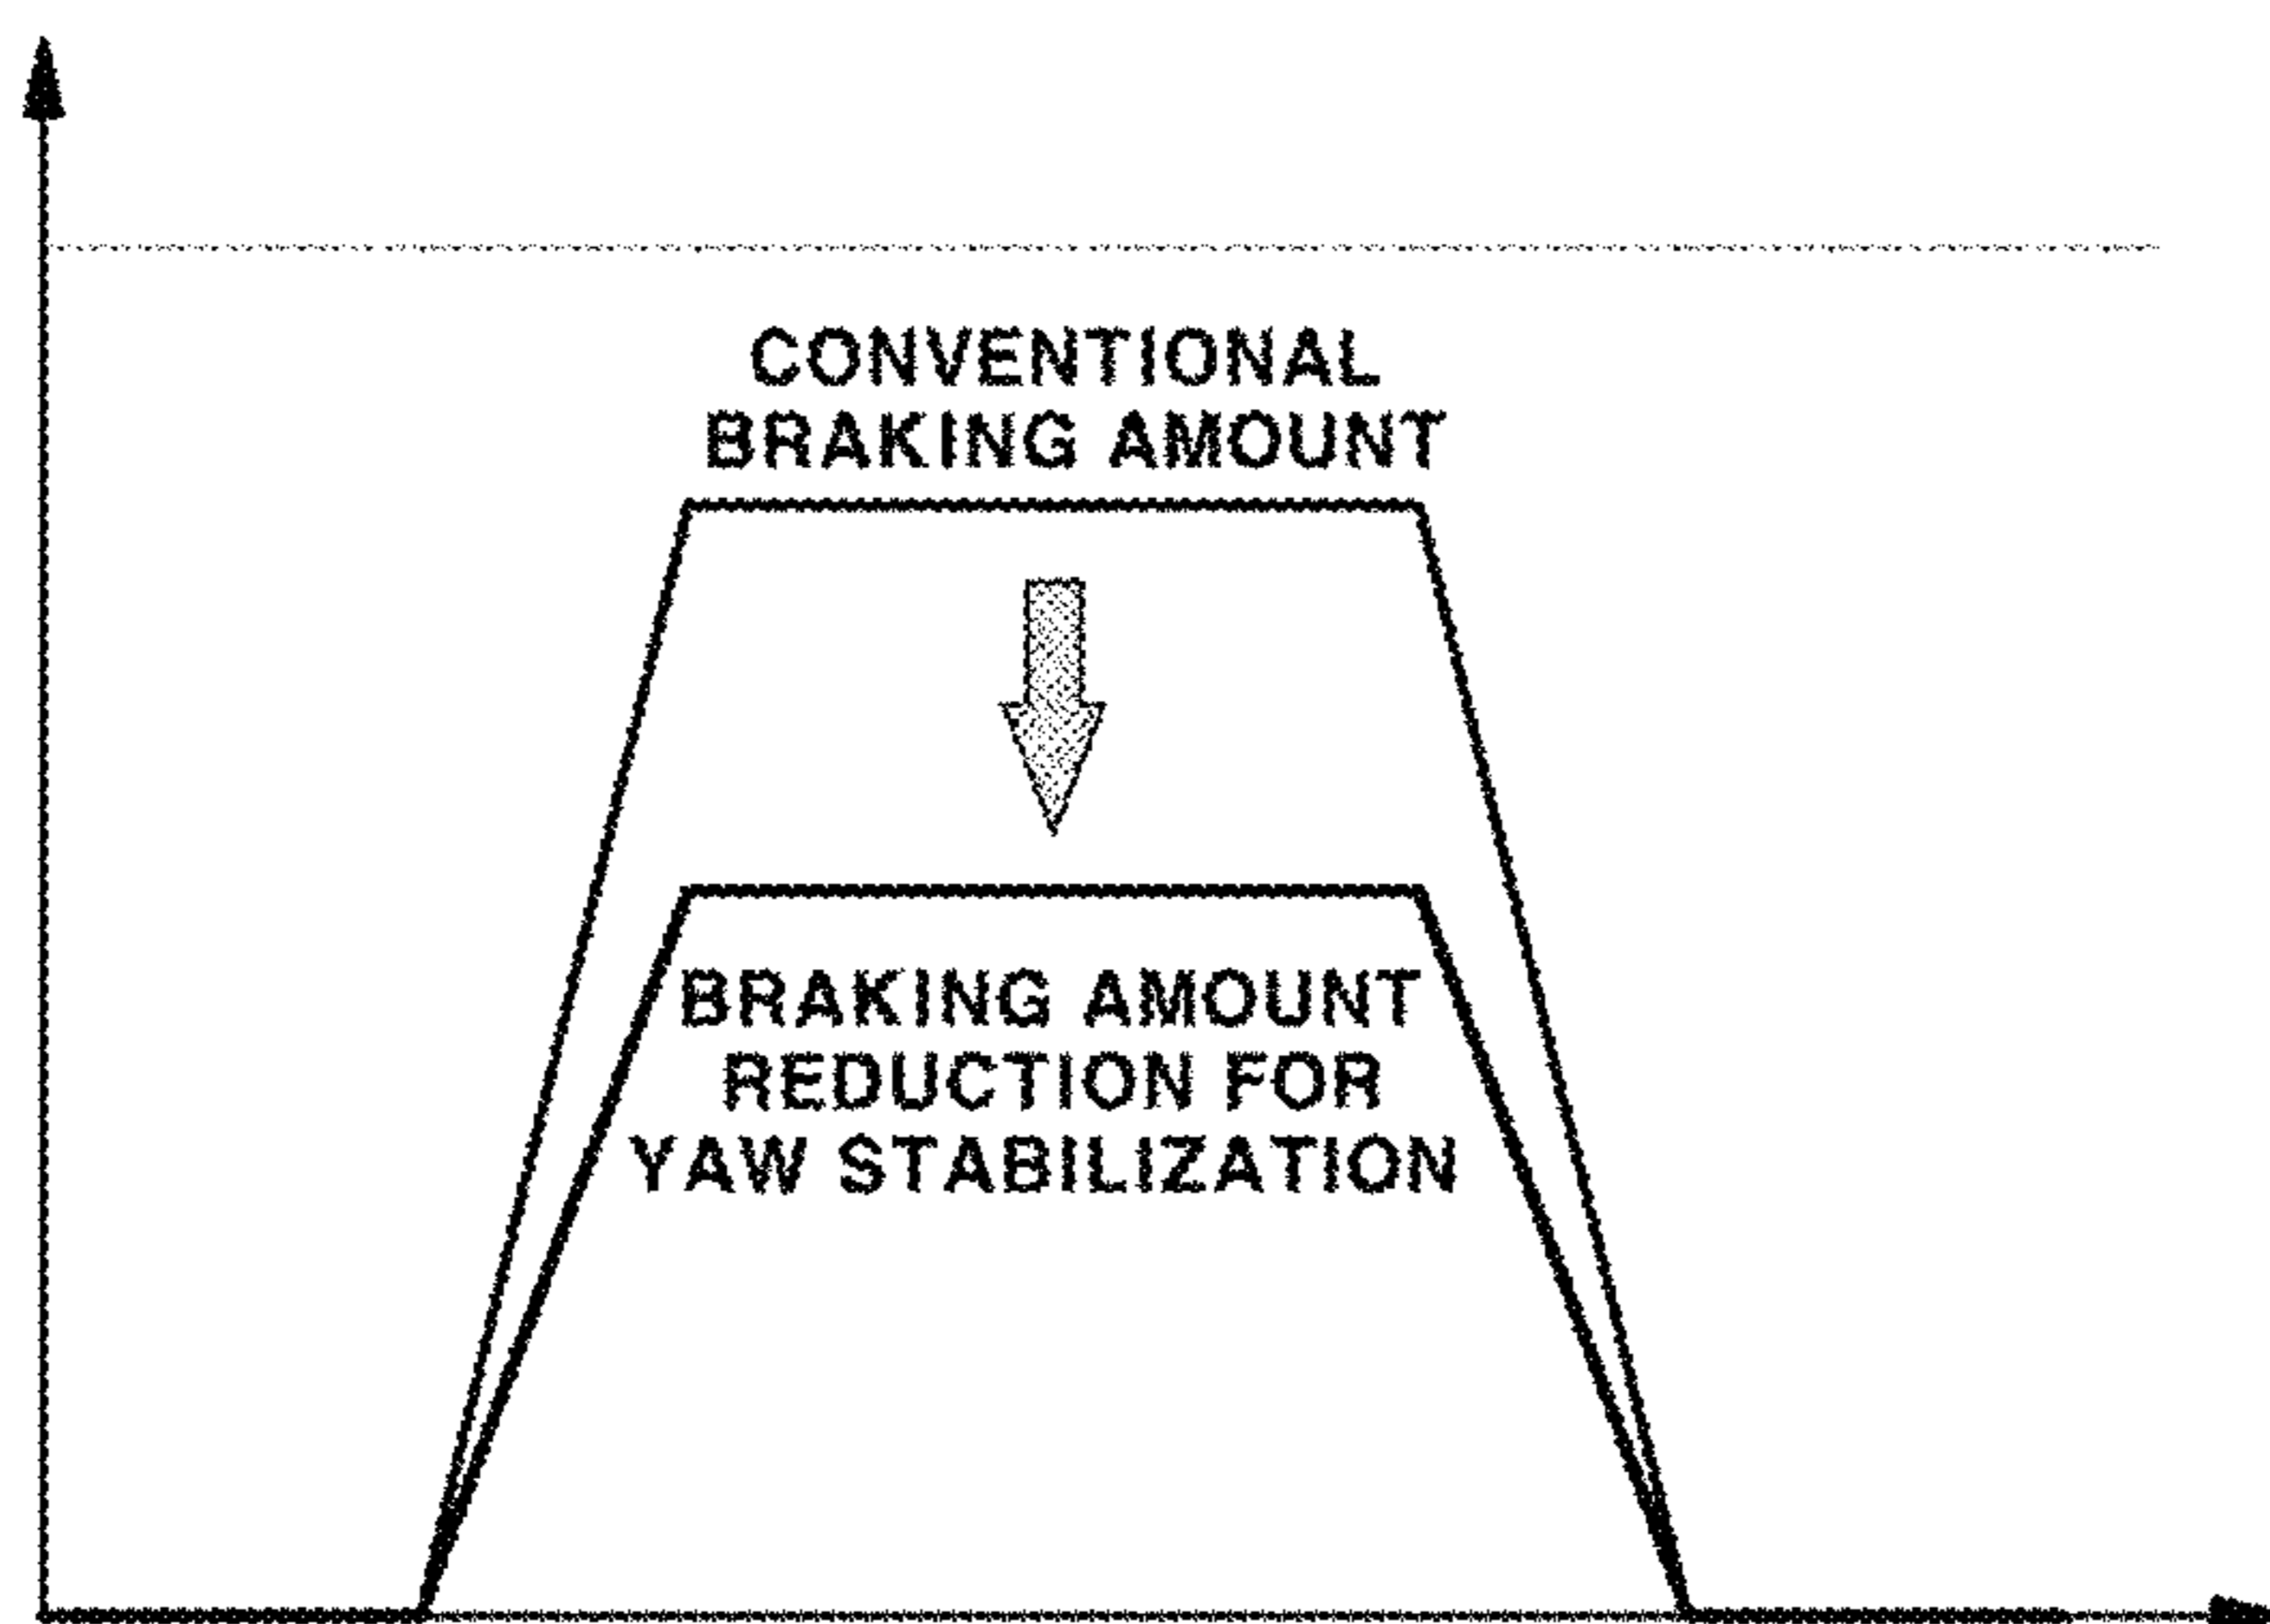 CONVENTIONAL
BRAKING AMOUNT
BRAKING AMOUNT
REDUCTION FOR
YAW STABILIZATION